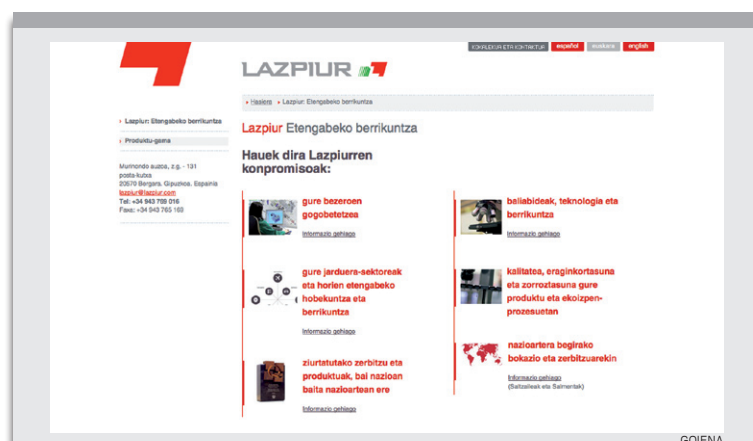 KOKALEKUA ETA KONTAKTUA español euskara english
LAZPIUR
Hasiera Lazpiur: Etengabeko berrikuntza
Lazpiur: Etengabeko berrikuntza
Produktu-gama
Murinondo auzoa, z.g. - 131
posta-kutxa
20570 Bergara, Gipuzkoa, Espainia
lazpiur@lazpiur.com
Tel: +34 943 769 016
Faxa: +34 943 765 160
Lazpiur Etengabeko berrikuntza
Hauek dira Lazpiurren
konpromisoak:
gure bezeroen
gogobetetzea
Informazio gehiago
gure jarduera-sektoreak
eta horien etengabeko
hobekuntza eta
berrikuntza
Informazio gehiago
ziurtatutako zerbitzu eta
produktuak, bai nazioan
baita nazioartean ere
Informazio gehiago
baliabideak, teknologia eta
berrikuntza
Informazio gehiago
kalitatea, eraginkortasuna
eta zorroztasuna gure
produktu eta ekoizpen-
prozesuetan
nazioartera begirako
bokazio eta zerbitzuarekin
Informazio gehiago
(Saltzaileak eta Salmentak)
GOIENA